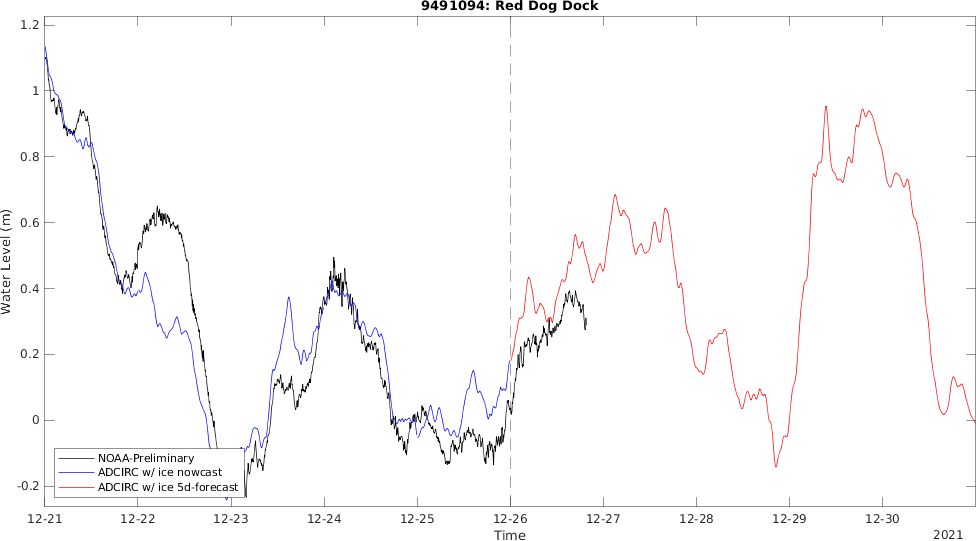 9491094: Red Dog Dock
Water Level (m)
1.2
1
0.8
0.6
0.4
0.2
0
-0.2
NOAA-Preliminary
ADCIRC w/ ice nowcast
ADCIRC w/ ice 5d-forecast
12-21 12-22 12-23 12-24 12-25 12-26 12-27 12-28 12-29 12-30
Time
2021